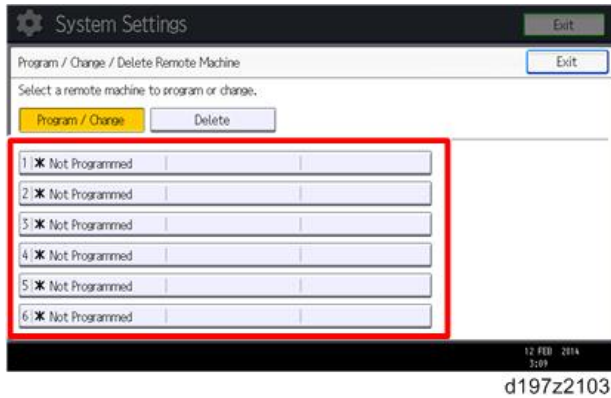 System Settings
Exit
Program / Change / Delete Remote Machine
Exit
Select a remote machine to program or change.
Program / Change
Delete
1 * Not Programmed
2 * Not Programmed
3 * Not Programmed
4 * Not Programmed
5 * Not Programmed
6 * Not Programmed
12 FEB 2014
3:09
d197z2103